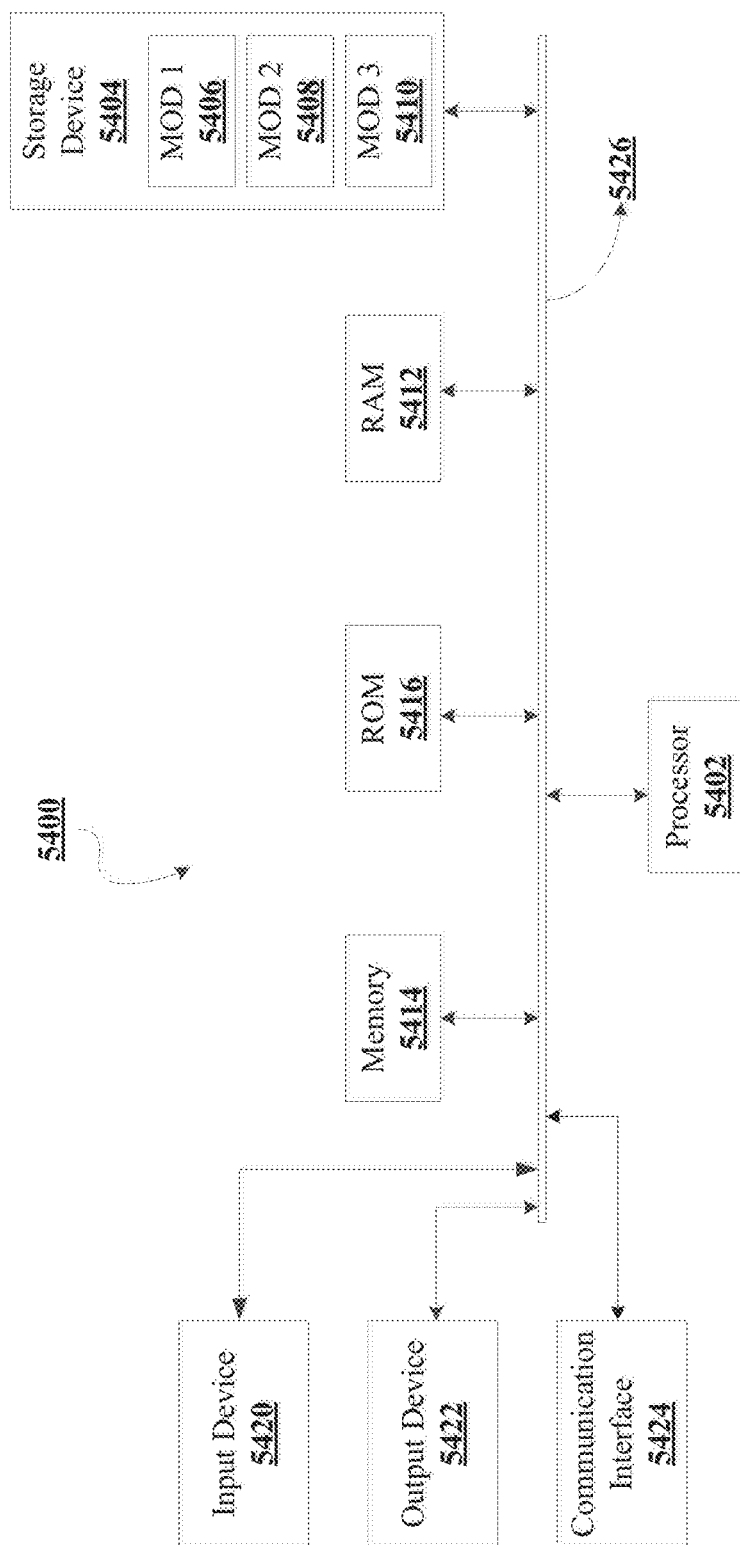 5400
Input Device
5420
Output Device
5422
Communication
Interface
5424
Memory
5414
ROM
5416
RAM
5412
Storage
Device
5404
MOD 1
5406
MOD 2
5408
MOD 3
5410
Processor
5402
5426